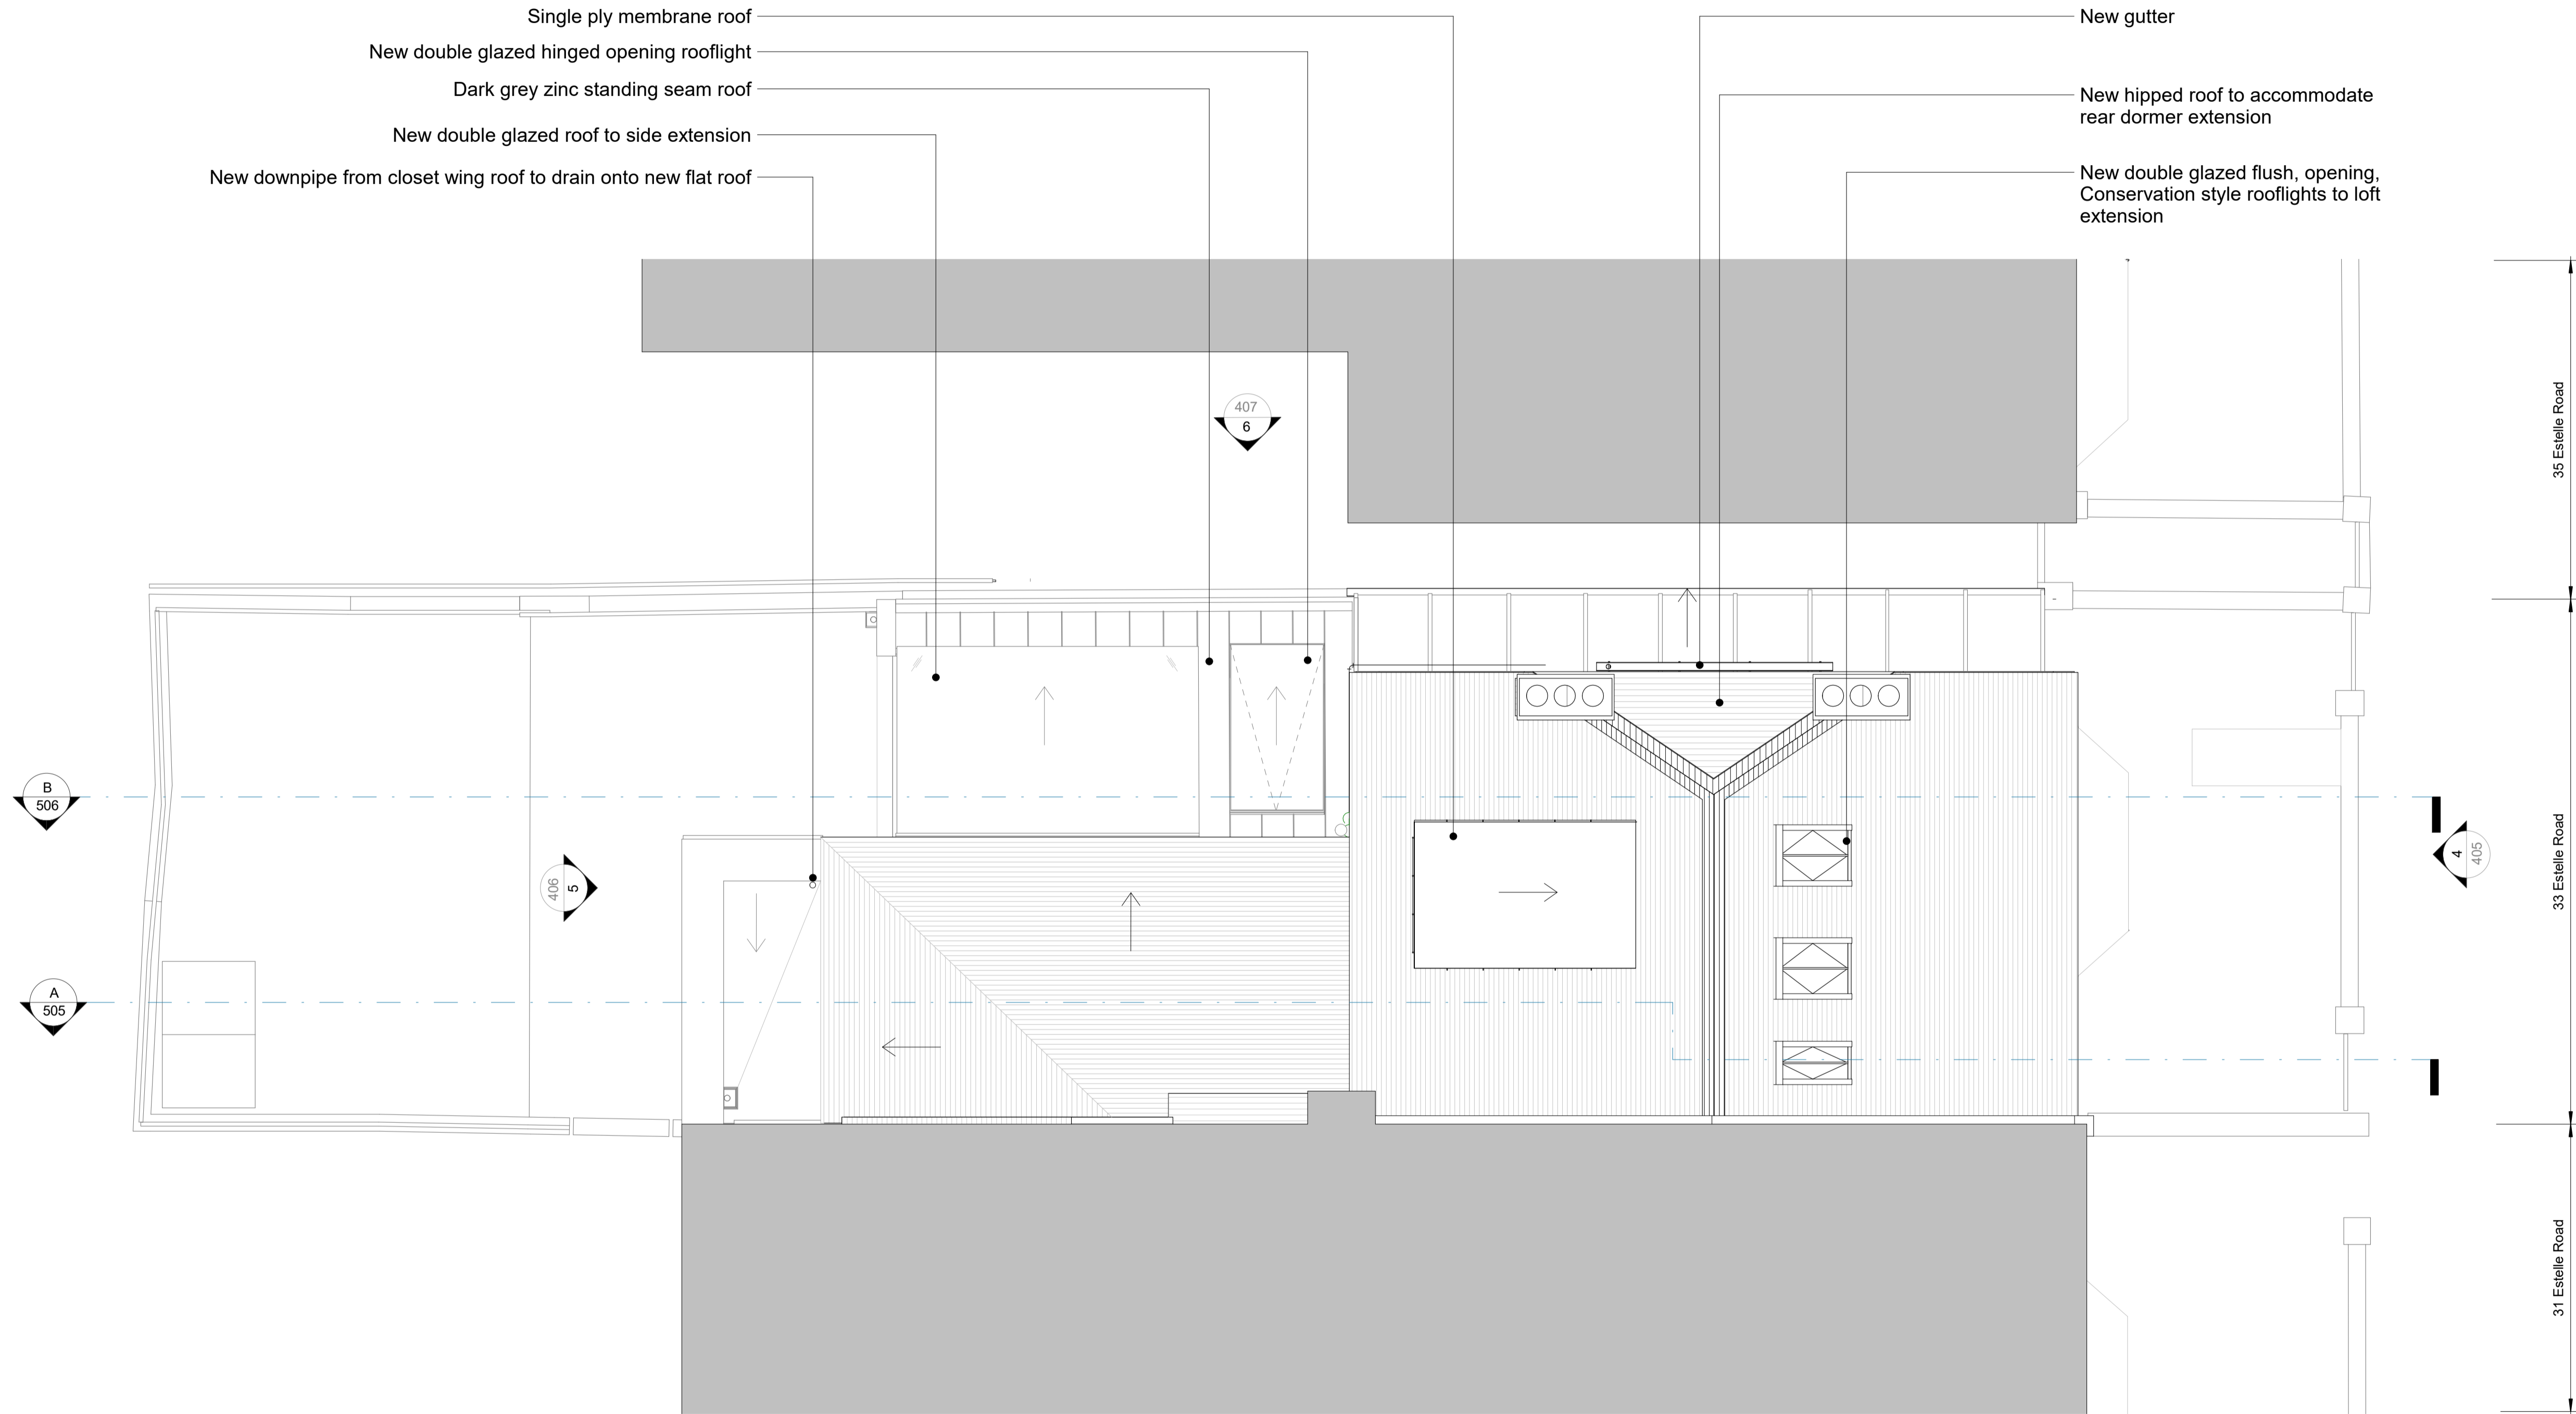 Single ply membrane roof
New double glazed hinged opening rooflight
Dark grey zinc standing seam roof
New double glazed roof to side extension
New downpipe from closet wing roof to drain onto new flat roof
New gutter
New hipped roof to accommodate
rear dormer extension
New double glazed flush, opening,
Conservation style rooflights to loft
extension
407
6
35 Estelle Road
B
506
406
5
4
405
33 Estelle Road
A
505
31 Estelle Road